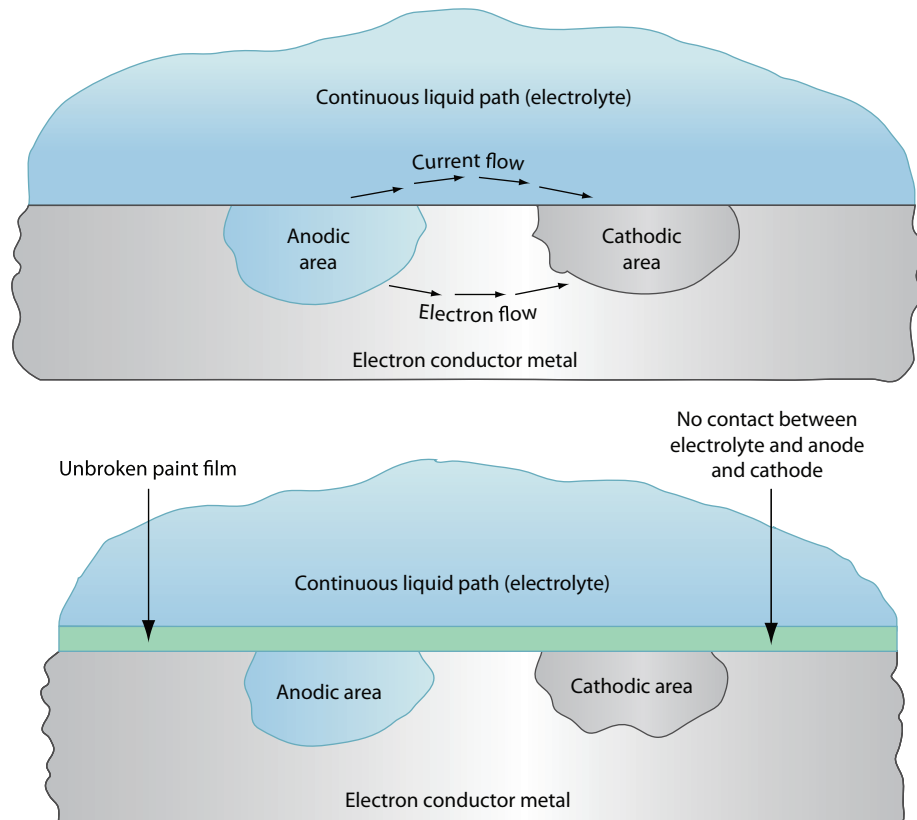 Continuous liquid path (electrolyte)
Current flow
Anodic
area
Cathodic
area
Electron flow
Electron conductor metal
No contact between
electrolyte and anode
and cathode
Unbroken paint film
Continuous liquid path (electrolyte)
Anodic area
Cathodic area
Electron conductor metal